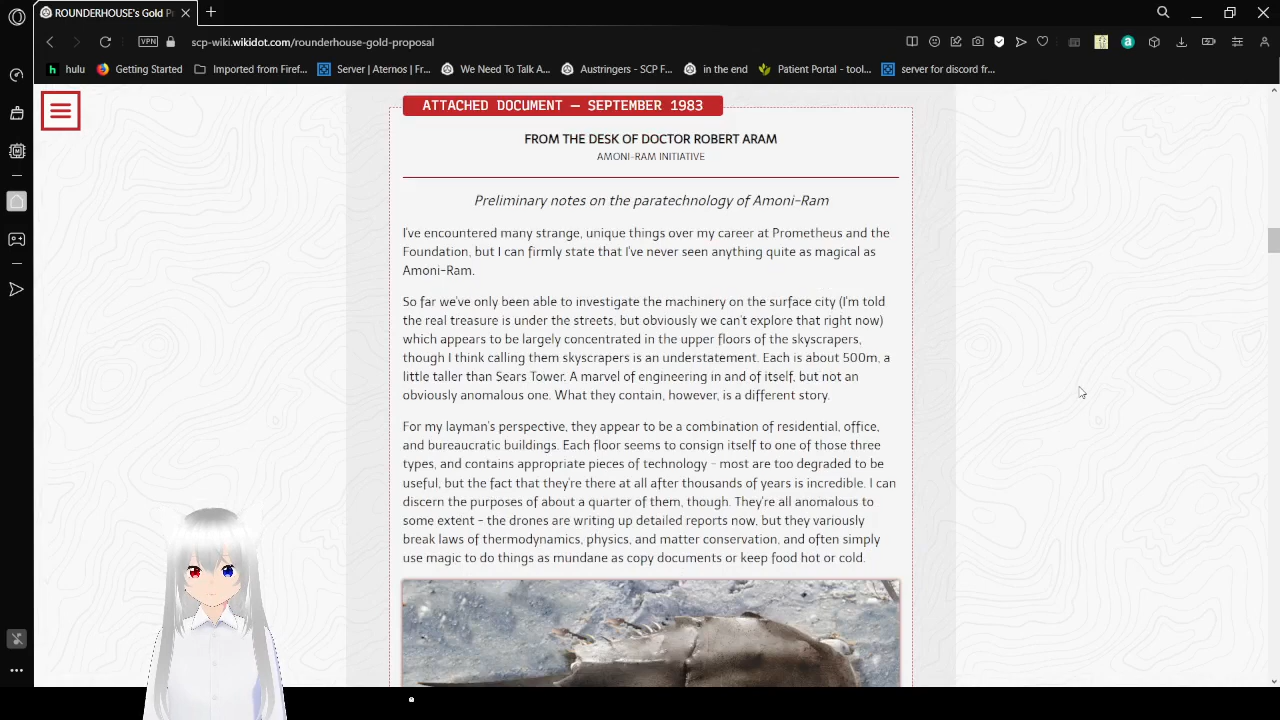 ROUNDERHOUSE's Gold P
VPN
scp-wiki.wikidot.com/rounderhouse-gold-proposal
hulu
Getting Started
Imported from Firef...
Server | Aternos | Fr...
We Need To Talk A...
Austringers - SCP F...
in the end
Patient Portal - tool...
server for discord fr...
ATTACHED DOCUMENT — SEPTEMBER 1983
FROM THE DESK OF DOCTOR ROBERT ARAM
AMONI-RAM INITIATIVE
Preliminary notes on the paratechnology of Amoni-Ram
I've encountered many strange, unique things over my career at Prometheus and the
Foundation, but I can firmly state that I've never seen anything quite as magical as
Amoni-Ram.
So far we've only been able to investigate the machinery on the surface city (I'm told
the real treasure is under the streets, but obviously we can't explore that right now)
which appears to be largely concentrated in the upper floors of the skyscrapers,
though I think calling them skyscrapers is an understatement. Each is about 500m, a
little taller than Sears Tower. A marvel of engineering in and of itself, but not an
obviously anomalous one. What they contain, however, is a different story.
For my layman's perspective, they appear to be a combination of residential, office,
and bureaucratic buildings. Each floor seems to consign itself to one of those three
types, and contains appropriate pieces of technology – most are too degraded to be
useful, but the fact that they're there at all after thousands of years is incredible. I can
discern the purposes of about a quarter of them, though. They're all anomalous to
some extent – the drones are writing up detailed reports now, but they variously
break laws of thermodynamics, physics, and matter conservation, and often simply
use magic to do things as mundane as copy documents or keep food hot or cold.